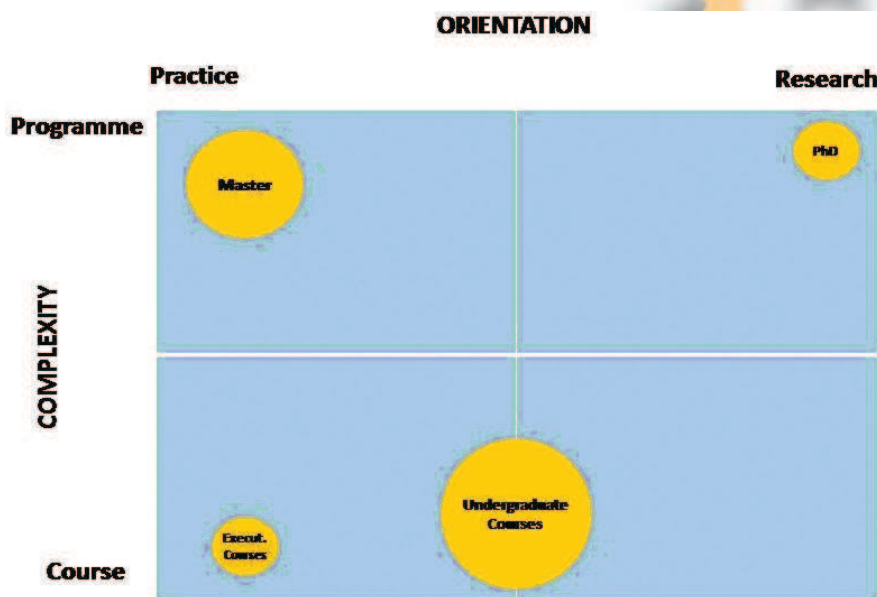 ORIENTATION
Practice
Research
Programme
PhD
Master
COMPLEXITY
Undergraduate
Courses
Execut.
Courses
Course